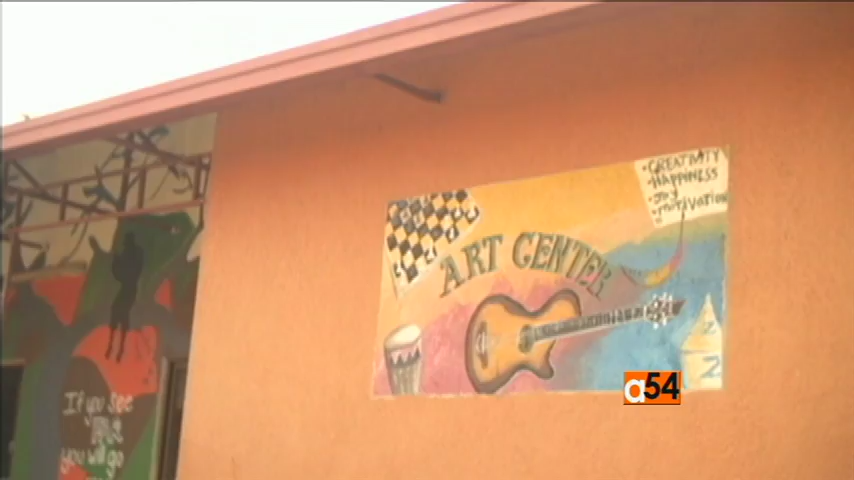 •CREATIVITY
•HAPPINESS
•JOY
•MOTIVATION
ART CENTER
a54
If you see
you will go